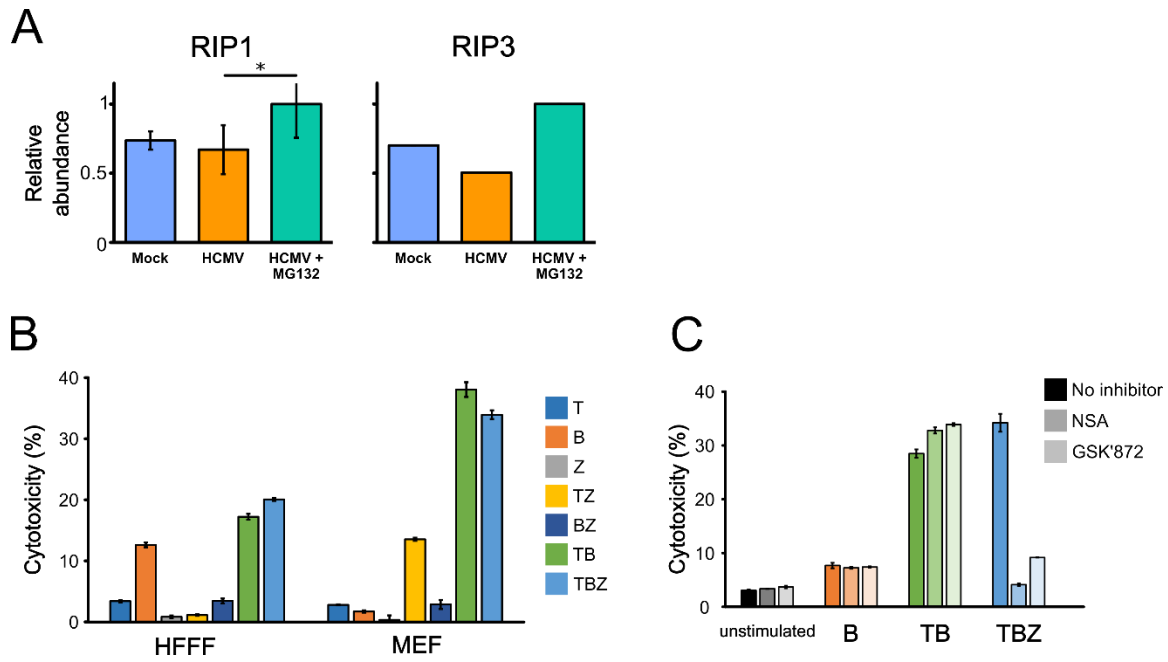 A
RIP1
RIP3
*
Relative
abundance
1
0.5
0
Mock
HCMV
HCMV +
MG132
Mock
HCMV
HCMV +
MG132
B
Cytotoxicity (%)
40
30
20
10
0
HFFF
MEF
T
B
Z
TZ
BZ
TB
TBZ
C
Cytotoxicity (%)
40
30
20
10
0
unstimulated
B
TB
TBZ
No inhibitor
NSA
GSK'872